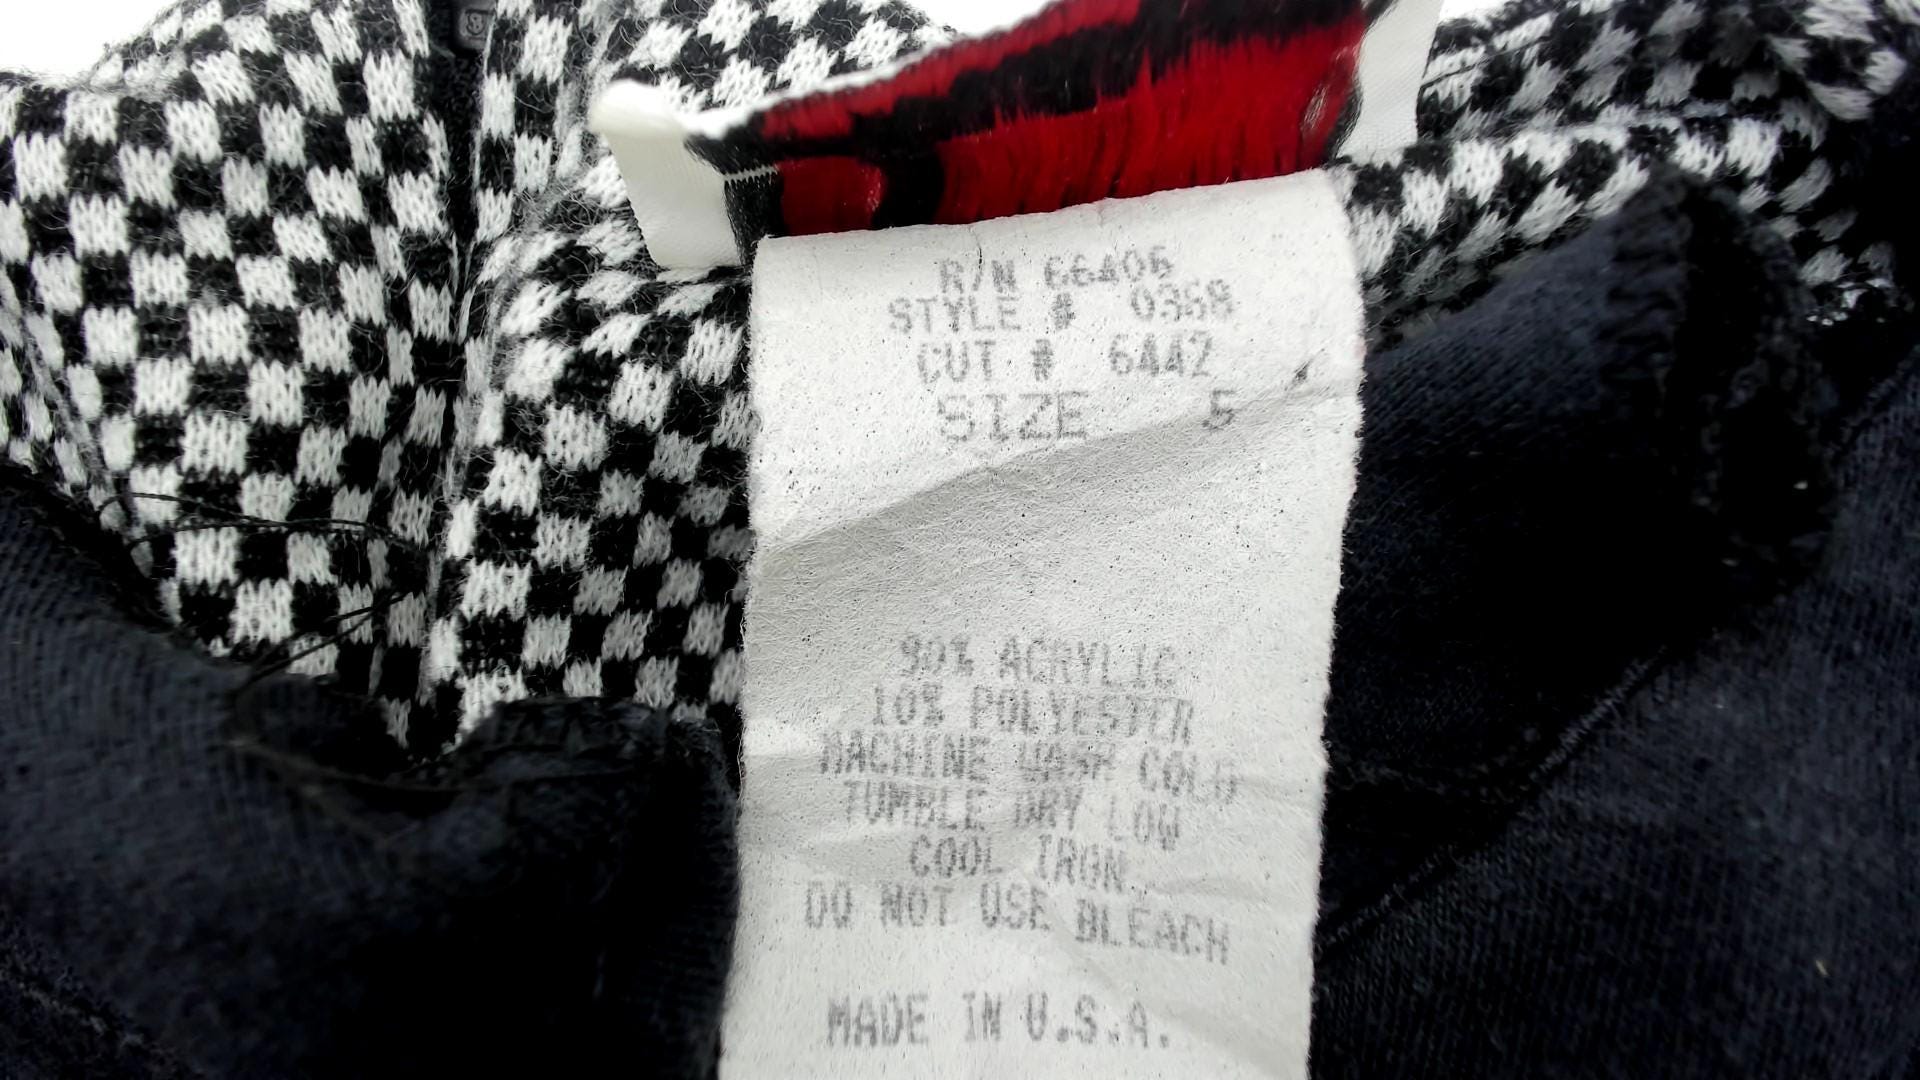 R/N 66406
STYLE # 0368
CUT # 6442
SIZE 5
90% ACRYLIC
10% POLYESTER
MACHINE WASH COLD
TUMBLE DRY LOW
COOL IRON
DO NOT USE BLEACH
MADE IN U.S.A.